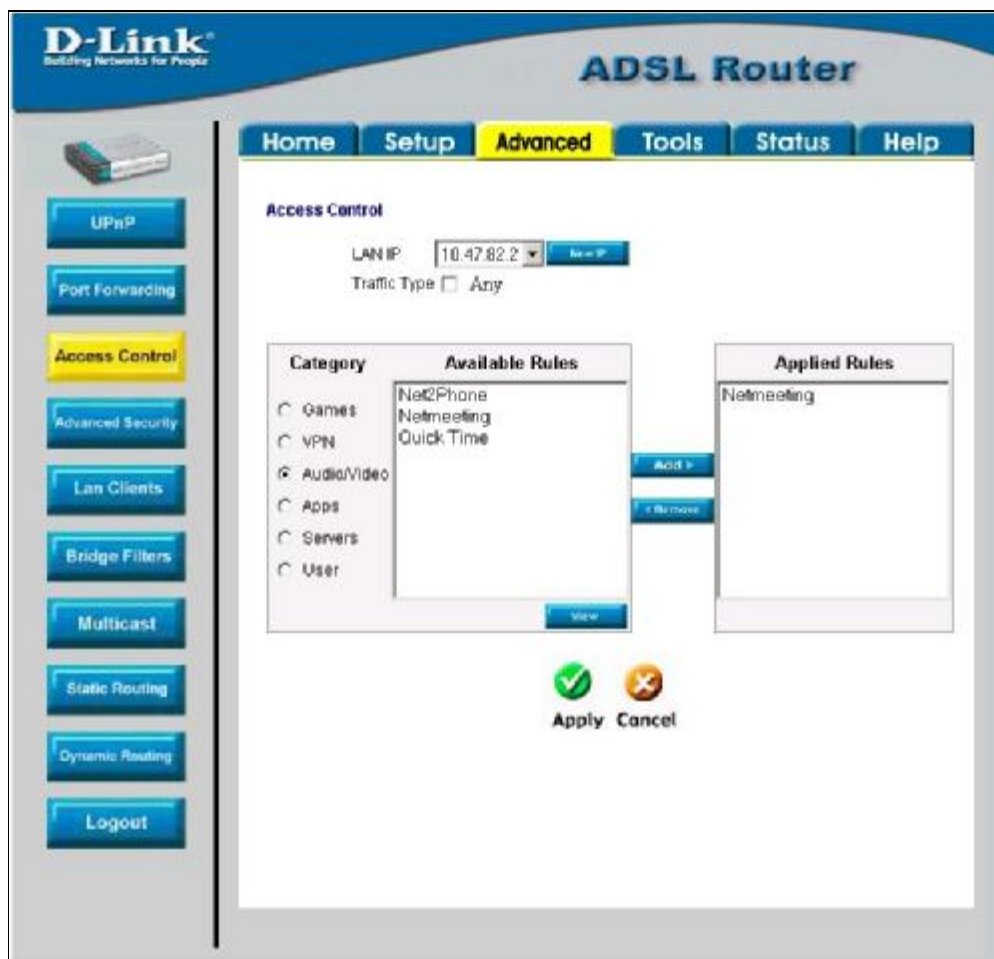 D-Link
Building Networks for People
ADSL Router
Home Setup Advanced Tools Status Help
UPnP
Port Forwarding
Access Control
Advanced Security
Lan Clients
Bridge Filters
Multicast
Static Routing
Dynamic Routing
Logout
Access Control
LAN IP 10.47.82.2 New IP
Traffic Type Any
Category Available Rules Applied Rules
Games
VPN
Audio/Video
Apps
Servers
User
Net2Phone
Netmeeting
Quick Time
Add >
< Remove
Netmeeting
View
Apply Cancel